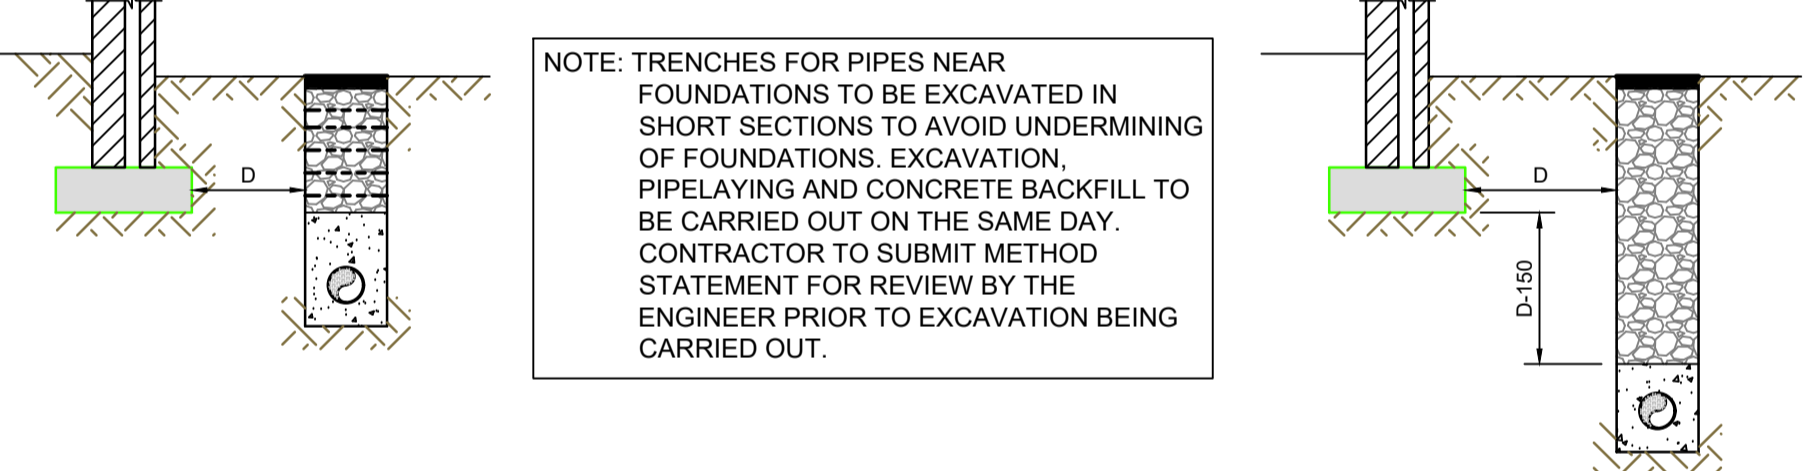 D
NOTE: TRENCHES FOR PIPES NEAR
FOUNDATIONS TO BE EXCAVATED IN
SHORT SECTIONS TO AVOID UNDERMINING
OF FOUNDATIONS. EXCAVATION,
PIPELAYING AND CONCRETE BACKFILL TO
BE CARRIED OUT ON THE SAME DAY.
CONTRACTOR TO SUBMIT METHOD
STATEMENT FOR REVIEW BY THE
ENGINEER PRIOR TO EXCAVATION BEING
CARRIED OUT.
D
D-150